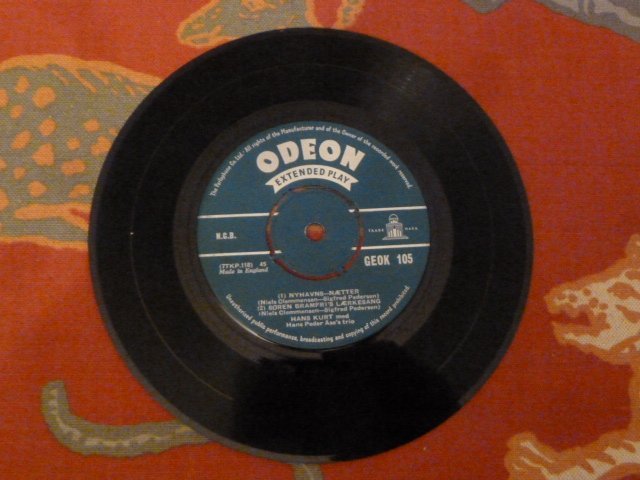 The Parlophone Co. Ltd. All rights of the Manufacturer and of the Owner of the recorded work reserved.
ODEON
EXTENDED PLAY
N.C.B.
TRADE MARK
(7TKP.118) 45
Made in England
GEOK 105
(1) NYHAVNS—NÆTTER
(Niels Clemmensen—Sigfred Pedersen)
(2) SOREN BRAMFRI'S LÆRKESANG
(Niels Clemmensen—Sigfred Pedersen)
HANS KURT med
Hans Peder Åse's trio
Unauthorised public performance, broadcasting and copying of this record prohibited.